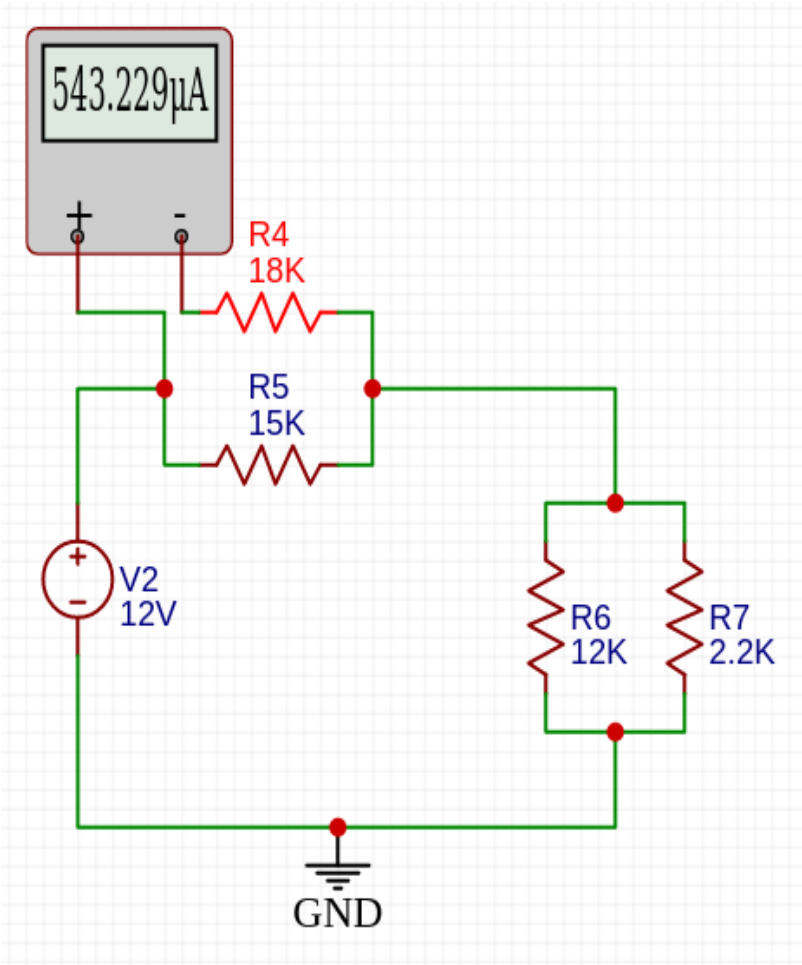 543.229µA
+ -
R4
18K
R5
15K
+
-
V2
12V
R6
12K
R7
2.2K
GND